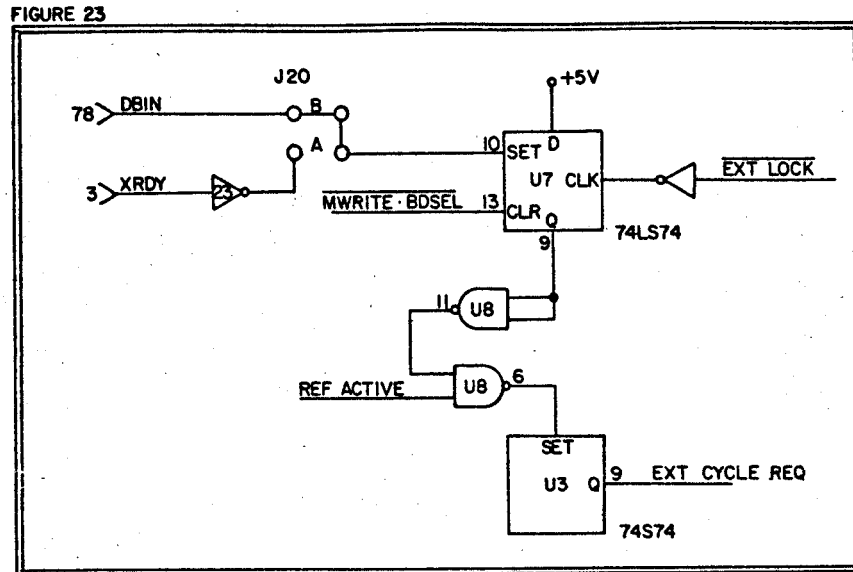 FIGURE 23
J20
+5V
78 DBIN
B
A
10 SET D
3 XRDY 23
U7 CLK
EXT LOCK
MWRITE · BDSEL 13 CLR
Q
9
74LS74
11 U8
U8 6
REF ACTIVE
SET
U3 Q 9 EXT CYCLE REQ
74S74